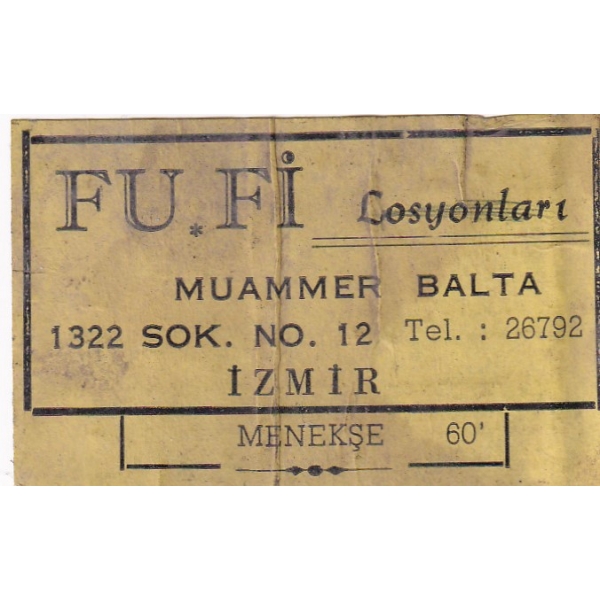 FU*Fİ Losyonları
MUAMMER BALTA
1322 SOK. NO. 12 Tel. : 26792
İZMİR
MENEKŞE 60'